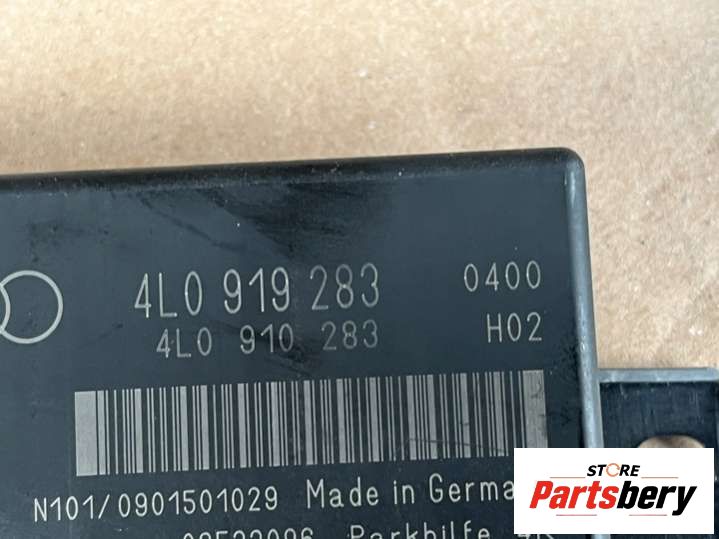 4L0 919 283 0400
4L0 910 283 H02
N101/0901501029 Made in Germa
Parkhilfe
STORE
Partsbery